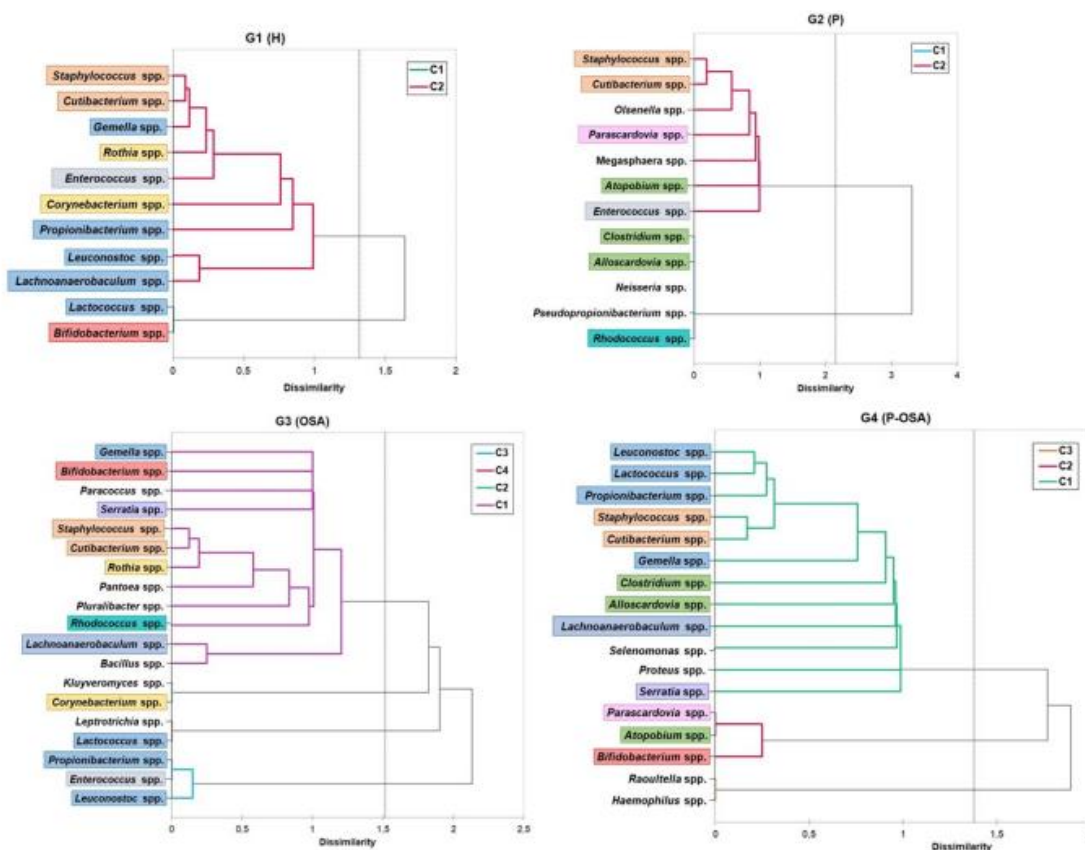 G1 (H)
Staphylococcus spp.
Cutibacterium spp.
Gemella spp.
Rothia spp.
Enterococcus spp.
Corynebacterium spp.
Propionibacterium spp.
Leuconostoc spp.
Lachnoanaerobaculum spp.
Lactococcus spp.
Bifidobacterium spp.
C1
C2
0 0.5 1 1.5 2
Dissimilarity
G2 (P)
Staphylococcus spp.
Cutibacterium spp.
Olsenella spp.
Parascardovia spp.
Megasphaera spp.
Atopobium spp.
Enterococcus spp.
Clostridium spp.
Alloscardovia spp.
Neisseria spp.
Pseudopropionibacterium spp.
Rhodococcus spp.
C1
C2
0 1 2 3 4
Dissimilarity
G3 (OSA)
Gemella spp.
Bifidobacterium spp.
Paracoccus spp.
Serratia spp.
Staphylococcus spp.
Cutibacterium spp.
Rothia spp.
Pantoea spp.
Pluralibacter spp.
Rhodococcus spp.
Lachnoanaerobaculum spp.
Bacillus spp.
Kluyveromyces spp.
Corynebacterium spp.
Leptrotrichia spp.
Lactococcus spp.
Propionibacterium spp.
Enterococcus spp.
Leuconostoc spp.
C3
C4
C2
C1
0 0.5 1 1.5 2 2.5
Dissimilarity
G4 (P-OSA)
Leuconostoc spp.
Lactococcus spp.
Propionibacterium spp.
Staphylococcus spp.
Cutibacterium spp.
Gemella spp.
Clostridium spp.
Alloscardovia spp.
Lachnoanaerobaculum spp.
Selenomonas spp.
Proteus spp.
Serratia spp.
Parascardovia spp.
Atopobium spp.
Bifidobacterium spp.
Raoultella spp.
Haemophilus spp.
C3
C2
C1
0 0,5 1 1,5
Dissimilarity